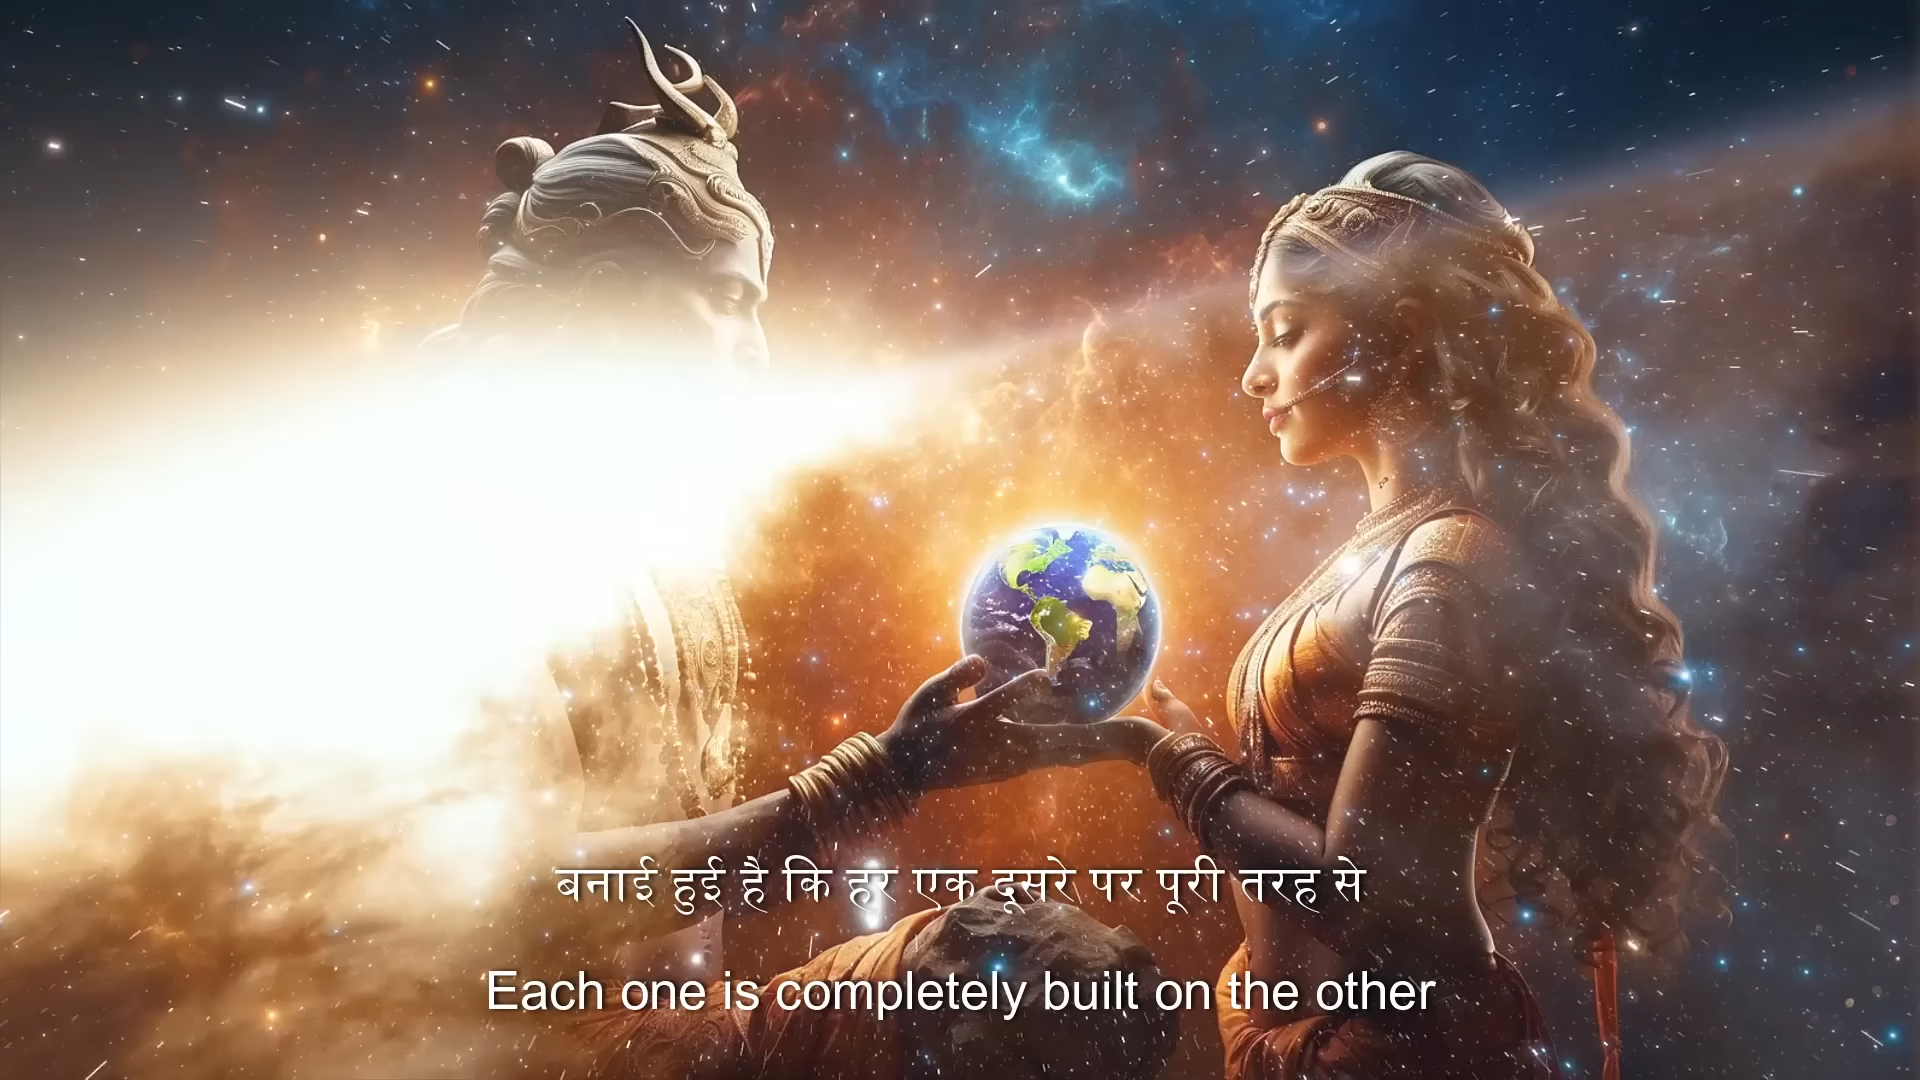 बनाई हुई है कि हर एक दूसरे पर पूरी तरह से
Each one is completely built on the other